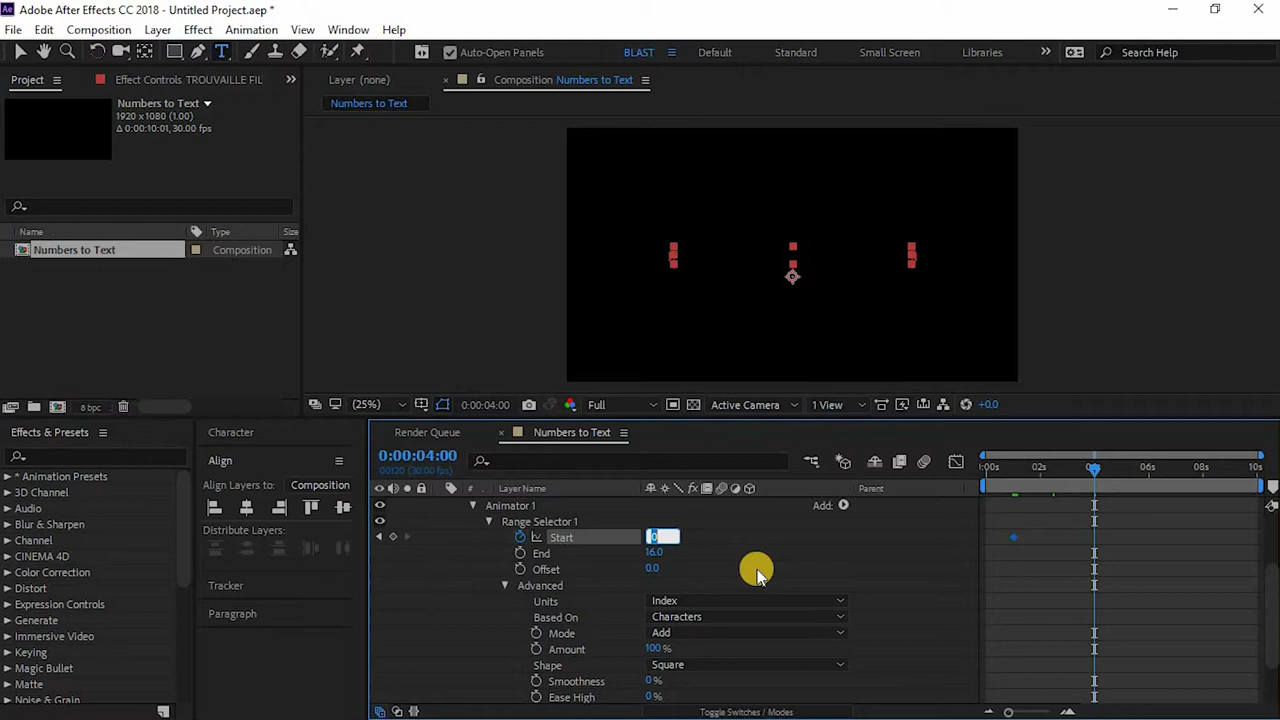 Adobe After Effects CC 2018 - Untitled Project.aep *
File Edit Composition Layer Effect Animation View Window Help
Auto-Open Panels BLAST Default Standard Small Screen Libraries Search Help
Project Effect Controls TROUVAILLE FIL
Layer (none) Composition Numbers to Text
Numbers to Text
Numbers to Text
1920 x 1080 (1.00)
Δ 0:00:10:01, 30.00 fps
Name Type Size
Numbers to Text Composition
8 bpc
(25%) 0:00:04:00 Full Active Camera 1 View +0.0
Effects & Presets
* Animation Presets
3D Channel
Audio
Blur & Sharpen
Channel
CINEMA 4D
Color Correction
Distort
Expression Controls
Generate
Immersive Video
Keying
Magic Bullet
Matte
Noise & Grain
Character
Align
Align Layers to: Composition
Distribute Layers:
Tracker
Paragraph
Render Queue Numbers to Text
0:00:04:00
00120 (30.00 fps)
:00s 02s 04s 06s 08s 10s
# Layer Name Parent
Animator 1 Add:
Range Selector 1
Start 0
End 16.0
Offset 0.0
Advanced
Units Index
Based On Characters
Mode Add
Amount 100 %
Shape Square
Smoothness 0 %
Ease High 0 %
Toggle Switches / Modes